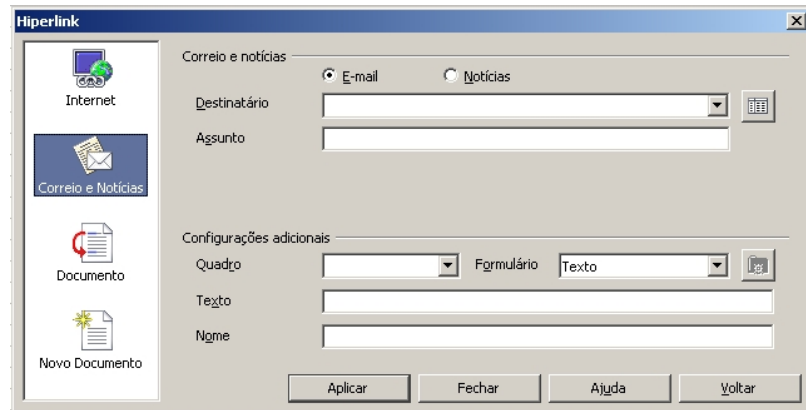 Hiperlink
Internet
Correio e Notícias
Documento
Novo Documento
Correio e notícias
E-mail Notícias
Destinatário
Assunto
Configurações adicionais
Quadro Formulário Texto
Texto
Nome
Aplicar Fechar Ajuda Voltar